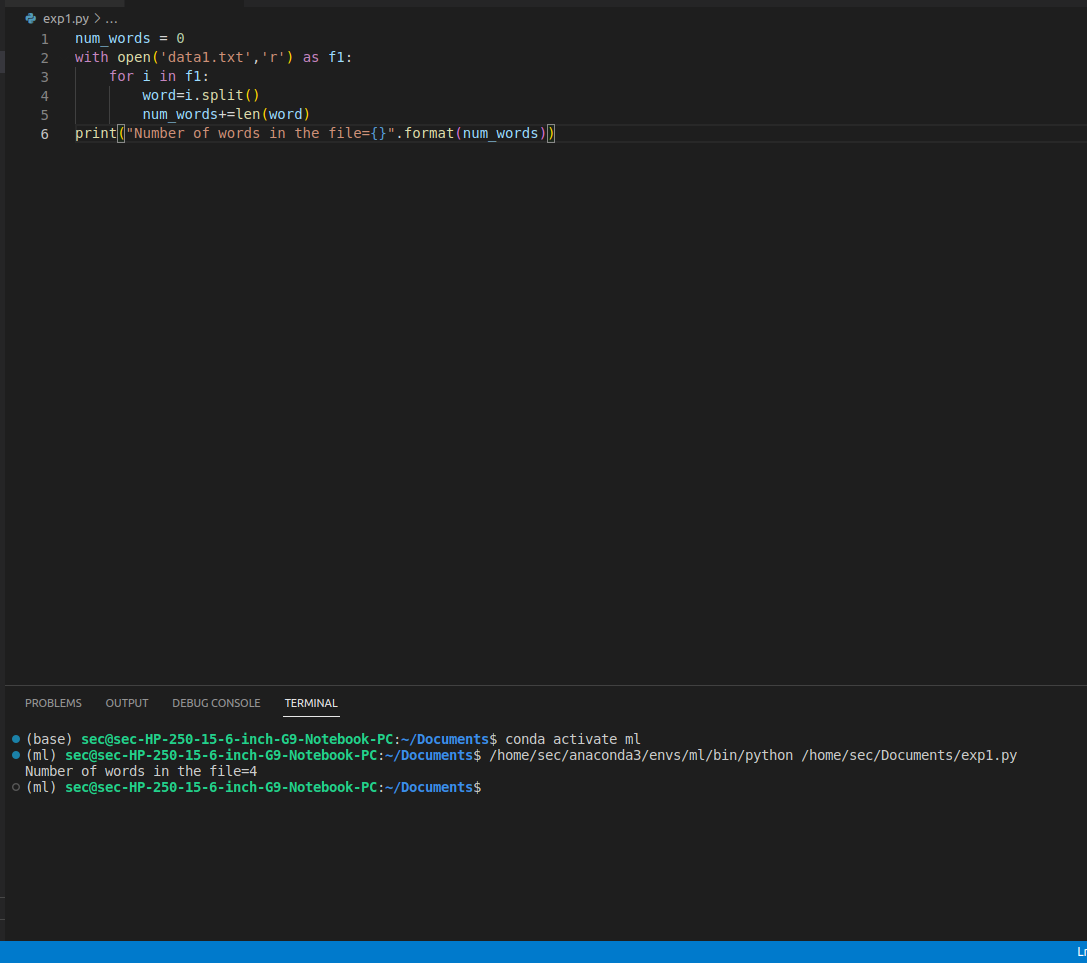 exp1.py > ...
1 num_words = 0
2 with open('data1.txt','r') as f1:
3     for i in f1:
4         word=i.split()
5         num_words+=len(word)
6 print("Number of words in the file={}".format(num_words))
PROBLEMS OUTPUT DEBUG CONSOLE TERMINAL
(base) sec@sec-HP-250-15-6-inch-G9-Notebook-PC:~/Documents$ conda activate ml
(ml) sec@sec-HP-250-15-6-inch-G9-Notebook-PC:~/Documents$ /home/sec/anaconda3/envs/ml/bin/python /home/sec/Documents/exp1.py
Number of words in the file=4
(ml) sec@sec-HP-250-15-6-inch-G9-Notebook-PC:~/Documents$